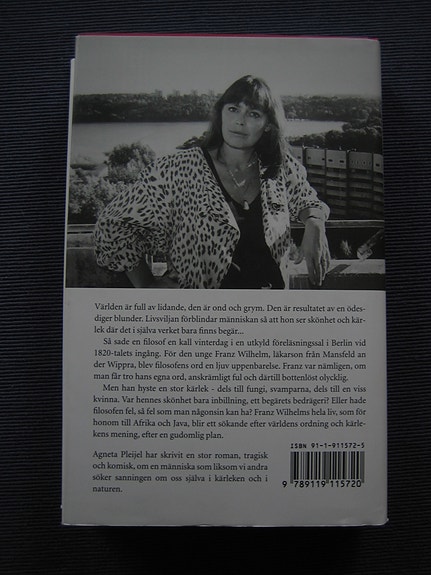 Världen är full av lidande, den är ond och grym. Den är resultatet av en ödes-
diger blunder. Livsviljan förblindar människan så att hon ser skönhet och kär-
lek där det i själva verket bara finns begär...
Så sade en filosof en kall vinterdag i en utkyld föreläsningssal i Berlin vid
1820-talets ingång. För den unge Franz Wilhelm, läkarson från Mansfeld an
der Wippra, blev filosofens ord en ljuv uppenbarelse. Franz var nämligen, om
man får tro hans egna ord, anskrämligt ful och därtill bottenlöst olycklig.
Men han hyste en stor kärlek - dels till fungi, svamparna, dels till en viss
kvinna. Var hennes skönhet bara inbillning, ett begärets bedrägeri? Eller hade
filosofen fel, så fel som man någonsin kan ha? Franz Wilhelms hela liv, som för
honom till Afrika och Java, blir ett sökande efter världens ordning och kärle-
kens mening, efter en gudomlig plan.
Agneta Pleijel har skrivit en stor roman, tragisk
och komisk, om en människa som liksom vi andra
söker sanningen om oss själva i kärleken och i
naturen.
ISBN 91-1-911572-5
9 789119 115720